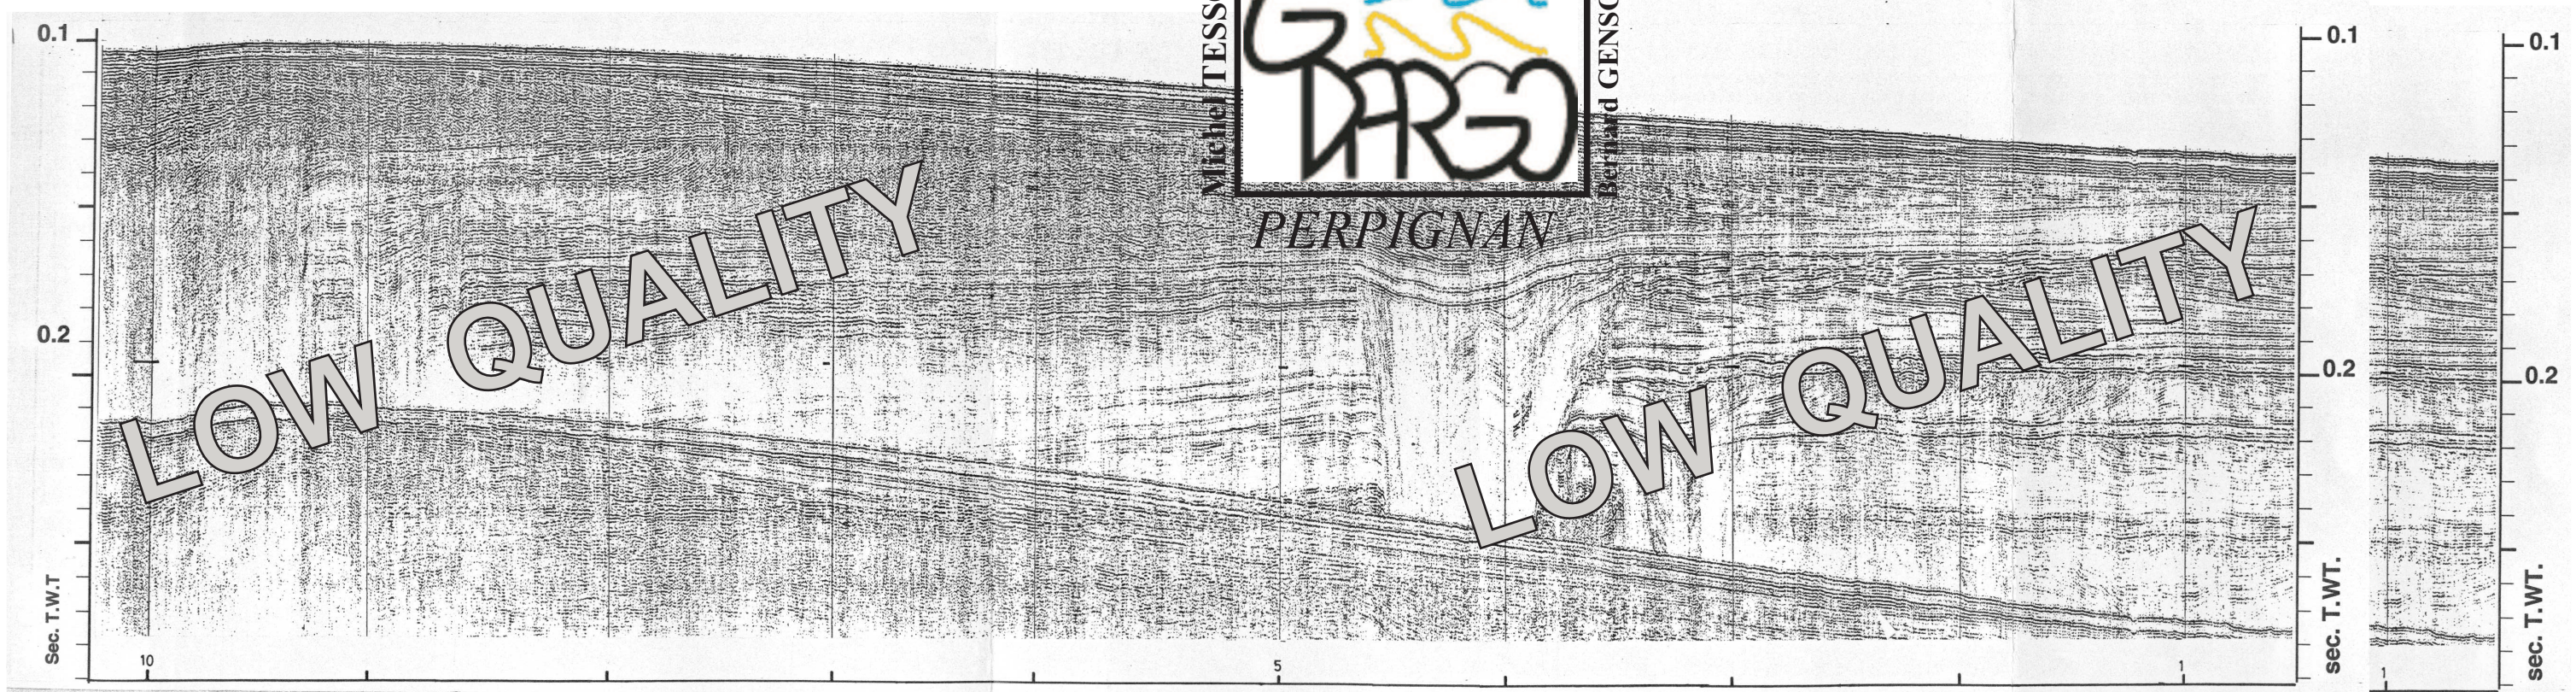 0.1
0.2
Sec. T.W.T
10
5
1
Michel TESS
G
DARGO
Bernard GENSO
PERPIGNAN
LOW QUALITY
LOW QUALITY
0.1
0.2
sec. T.WT.
1
0.1
0.2
sec. T.WT.